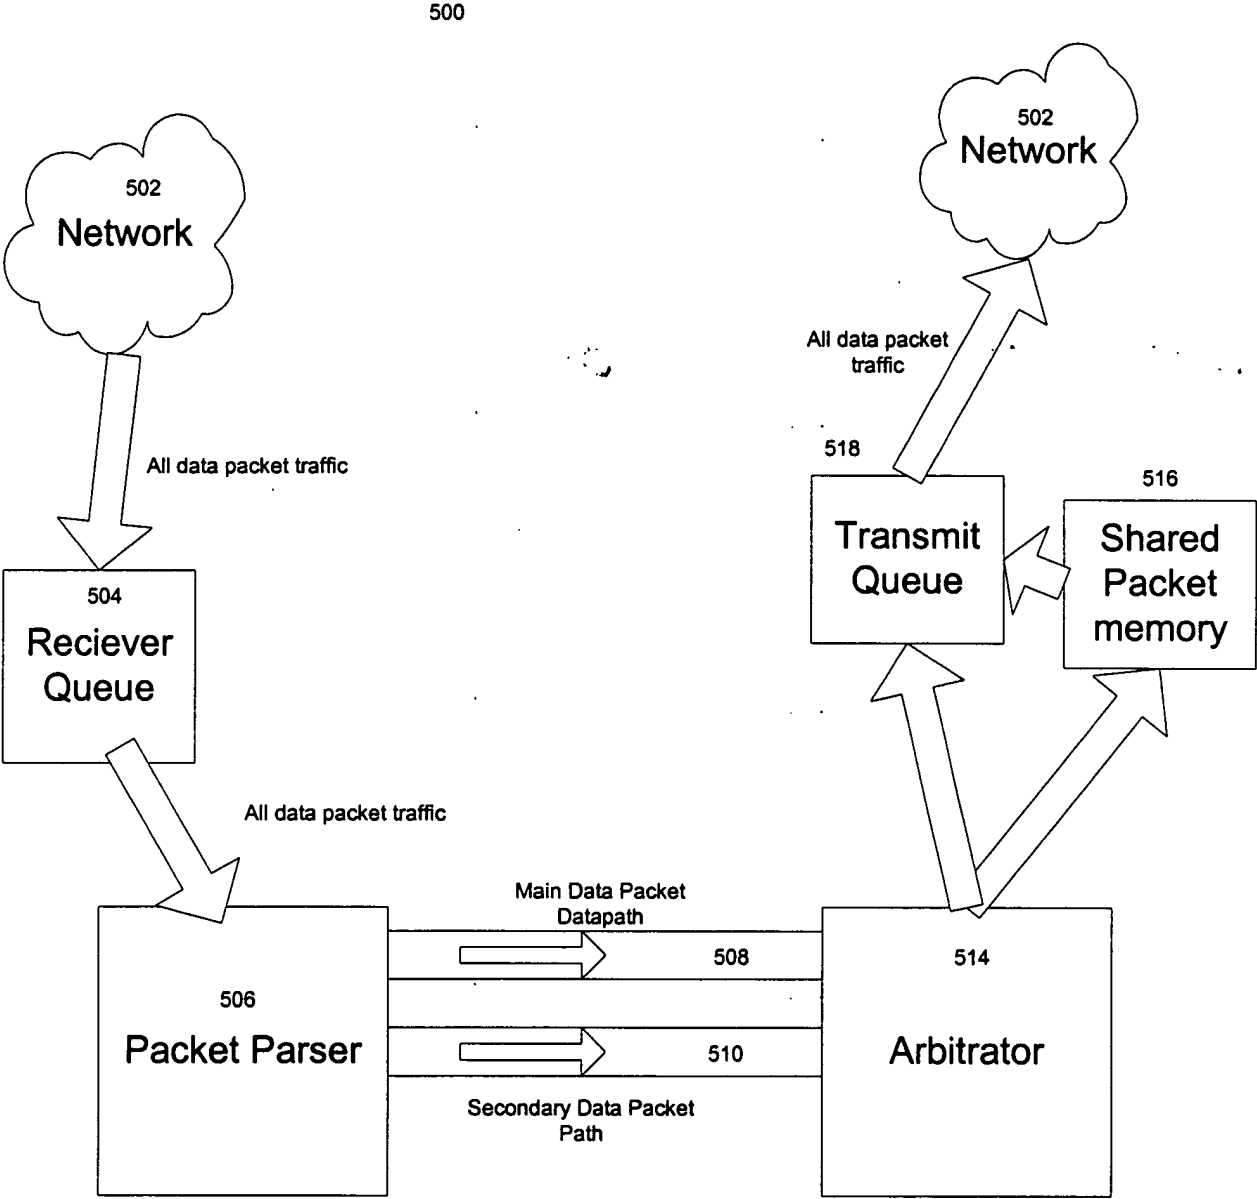 500
502
Network
502
Network
All data packet
traffic
All data packet traffic
518
516
Transmit
Queue
Shared
Packet
memory
504
Reciever
Queue
All data packet traffic
Main Data Packet
Datapath
508
514
506
Packet Parser
510
Arbitrator
Secondary Data Packet
Path